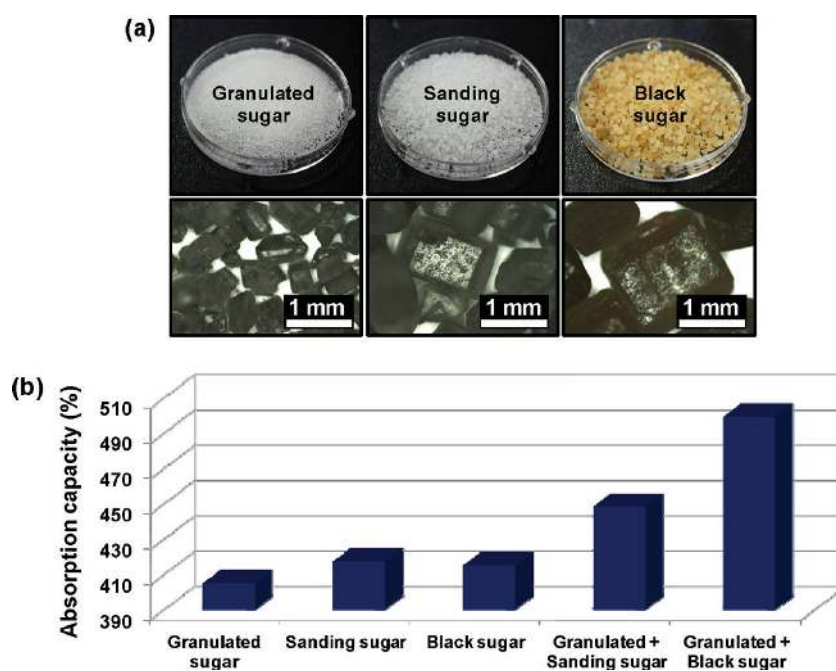 (a)
Granulated
sugar
Sanding
sugar
Black
sugar
1 mm
1 mm
1 mm
(b)
Absorption capacity (%)
510
490
470
450
430
410
390
Granulated
sugar
Sanding sugar
Black sugar
Granulated +
Sanding sugar
Granulated +
Black sugar